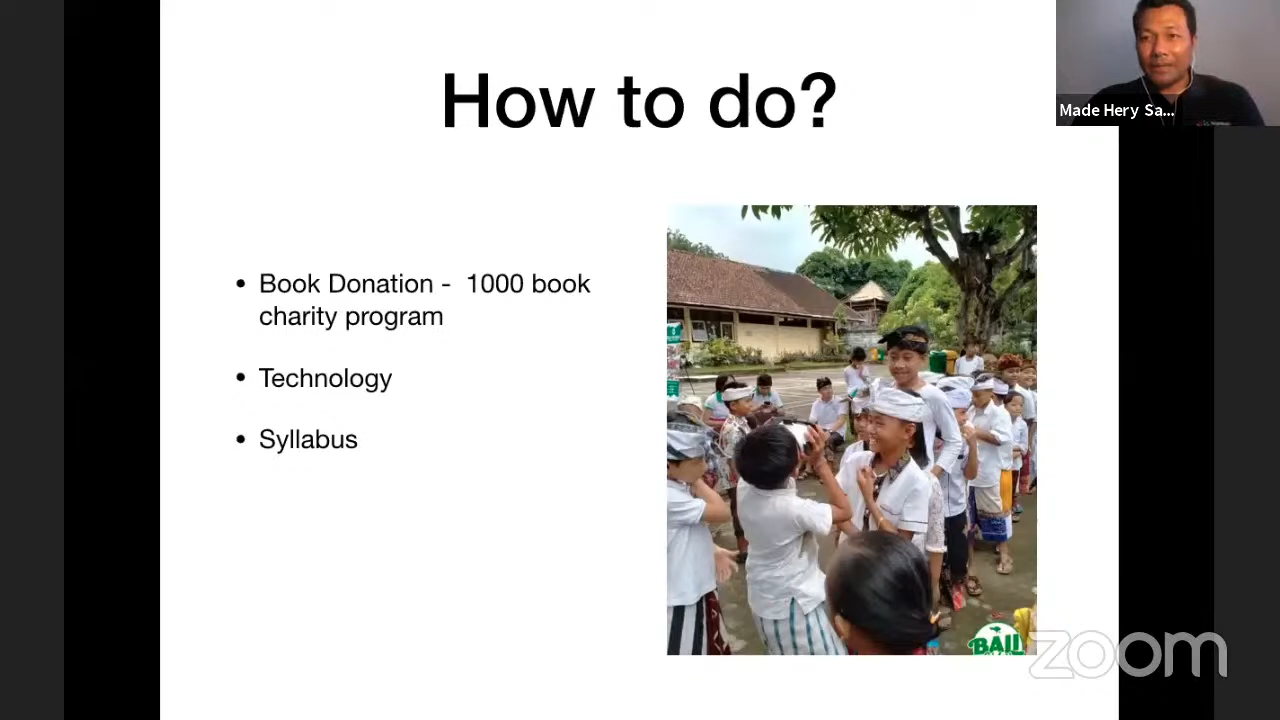 How to do?
Made Hery Sa...
• Book Donation - 1000 book
charity program
• Technology
• Syllabus
BALI
zoom